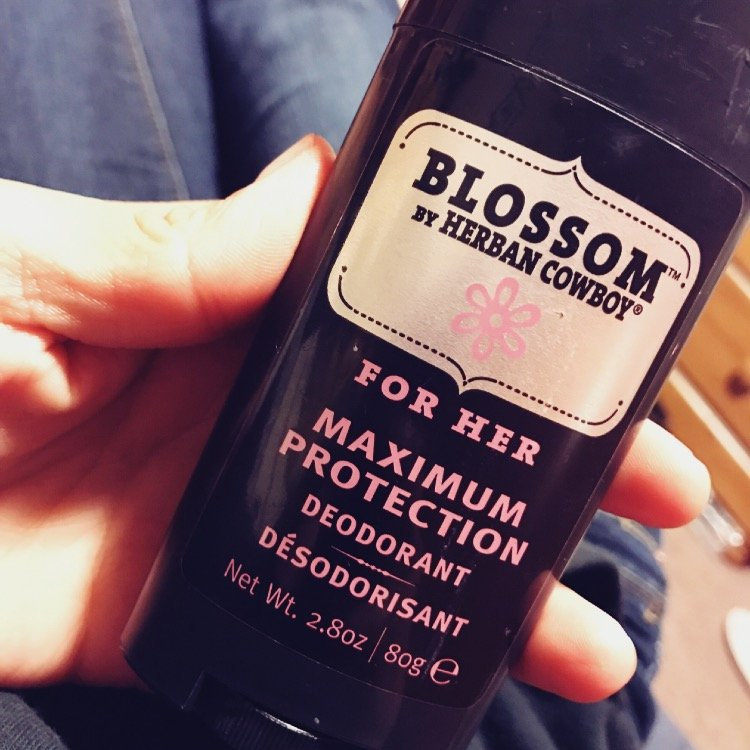 BLOSSOM™
BY HERBAN COWBOY®
FOR HER
MAXIMUM
PROTECTION
DEODORANT
DÉSODORISANT
Net Wt. 2.8oz | 80g ℮